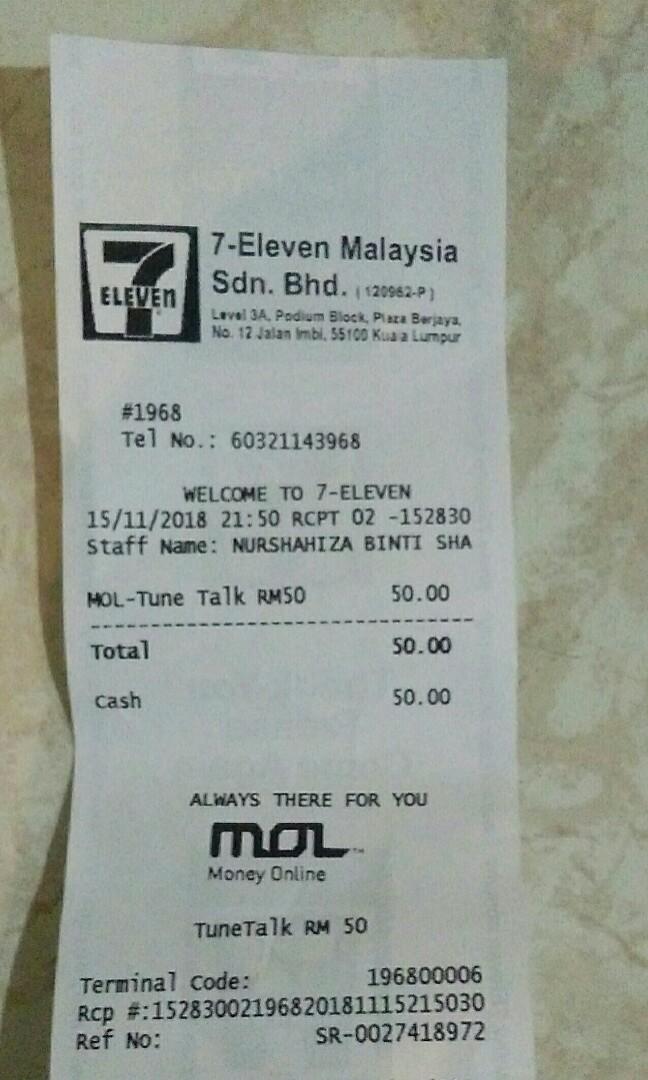 7
ELEVEn
7-Eleven Malaysia
Sdn. Bhd. (120962-P)
Level 3A, Podium Block, Plaza Berjaya,
No. 12 Jalan Imbi, 55100 Kuala Lumpur
#1968
Tel No.: 60321143968
WELCOME TO 7-ELEVEN
15/11/2018 21:50 RCPT 02 -152830
Staff Name: NURSHAHIZA BINTI SHA
MOL-Tune Talk RM50 50.00
Total 50.00
Cash 50.00
ALWAYS THERE FOR YOU
mOL™
Money Online
TuneTalk RM 50
Terminal Code: 196800006
Rcp #:15283002196820181115215030
Ref No: SR-0027418972